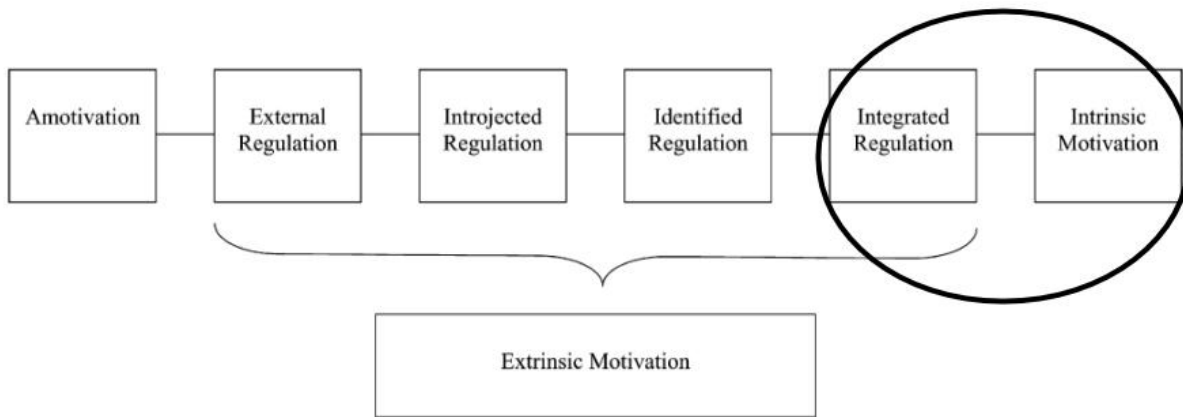 Amotivation
External
Regulation
Introjected
Regulation
Identified
Regulation
Integrated
Regulation
Intrinsic
Motivation
Extrinsic Motivation